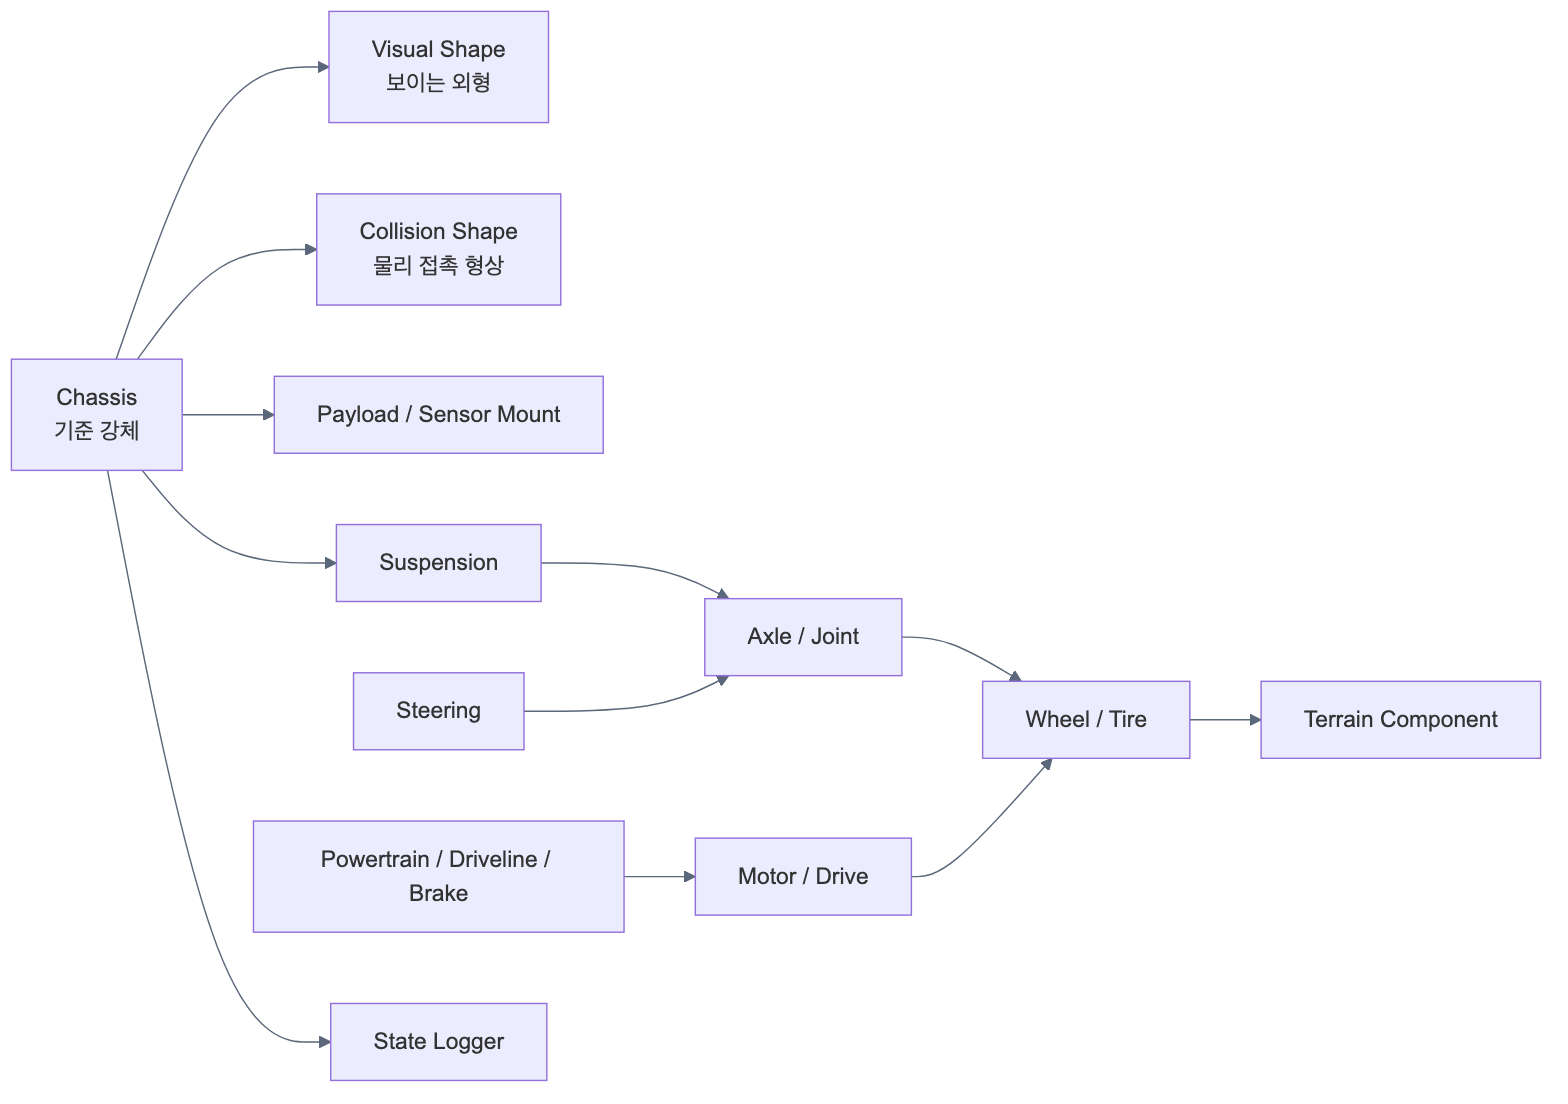 Visual Shape
보이는 외형
Collision Shape
물리 접촉 형상
Chassis
기준 강체
Payload / Sensor Mount
Suspension
Axle / Joint
Steering
Wheel / Tire
Terrain Component
Powertrain / Driveline /
Brake
Motor / Drive
State Logger